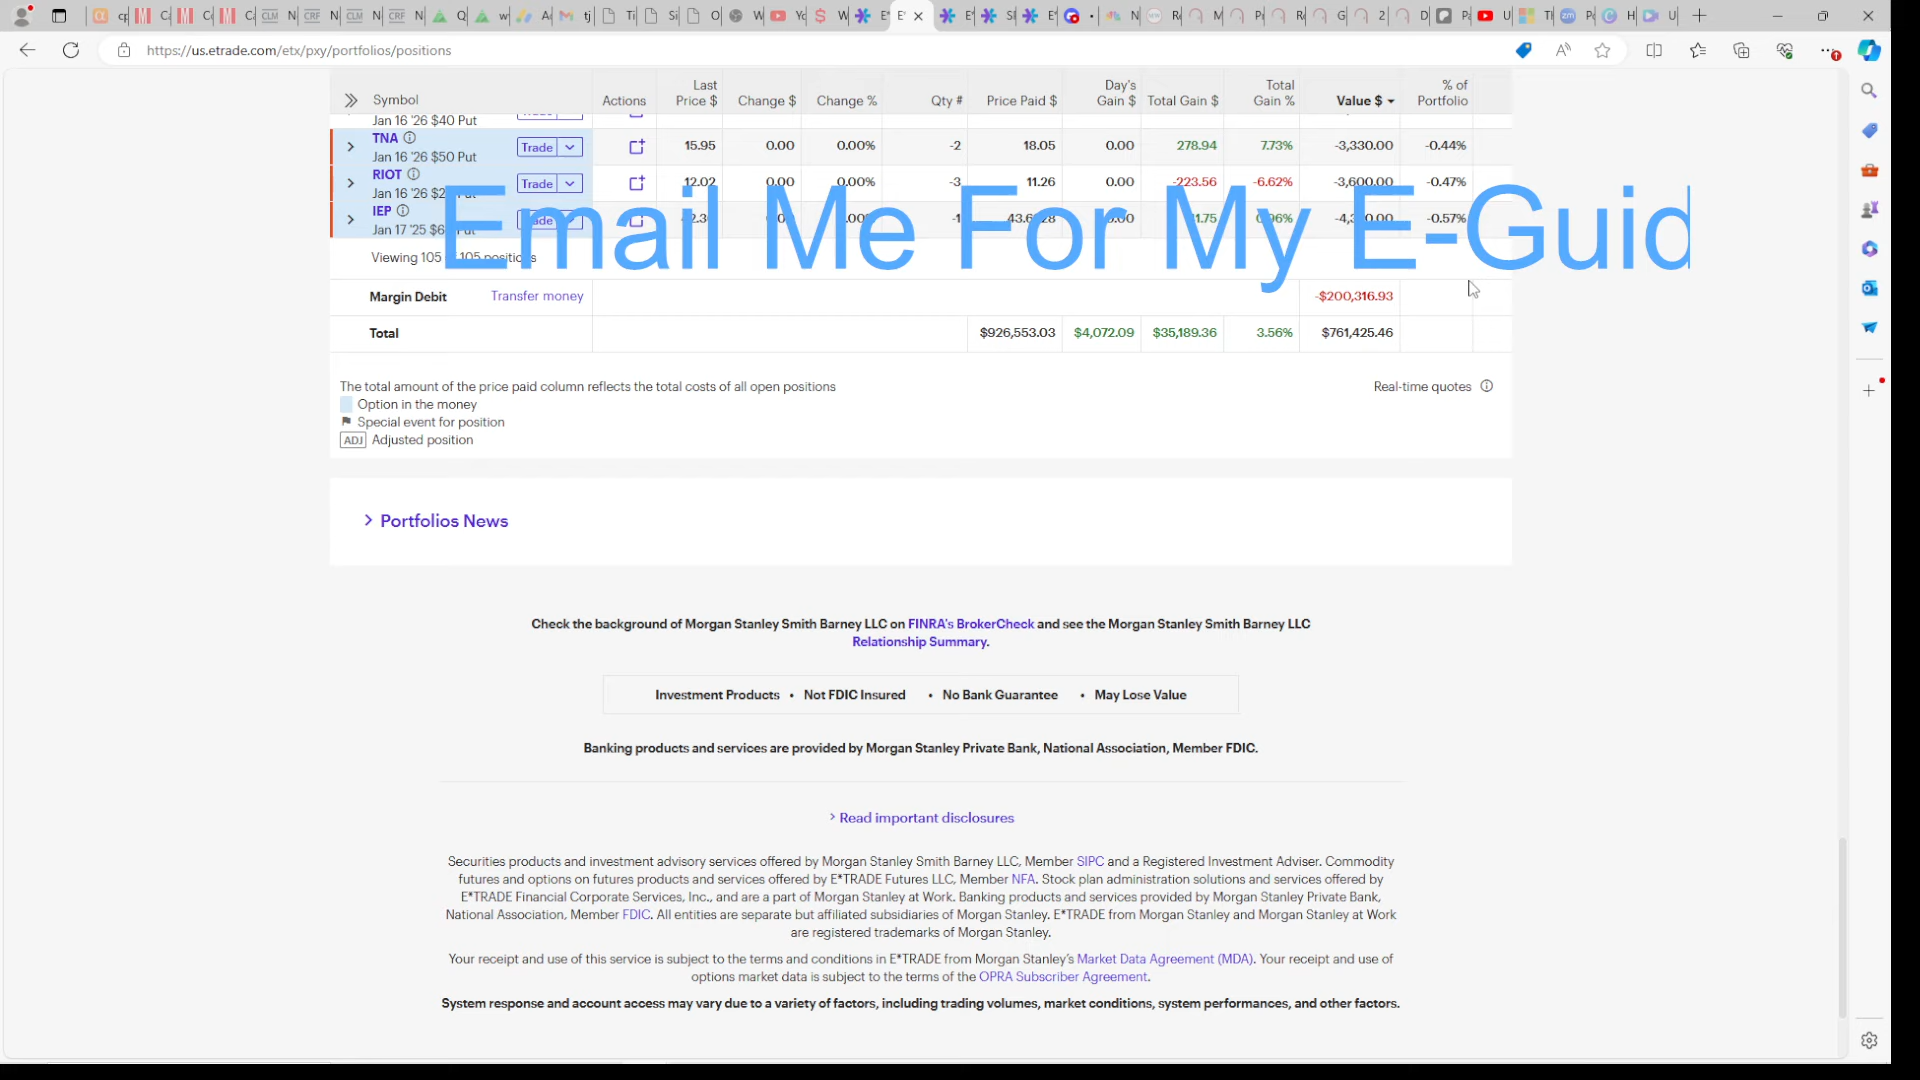 https://us.etrade.com/etx/pxy/portfolios/positions
Symbol Actions Last Price $ Change $ Change % Qty # Price Paid $ Day's Gain $ Total Gain $ Total Gain % Value $ % of Portfolio
Jan 16 '26 $40 Put
TNA Trade 15.95 0.00 0.00% -2 18.05 0.00 278.94 7.73% -3,330.00 -0.44%
Jan 16 '26 $50 Put
RIOT Trade 12.02 0.00 0.00% -3 11.26 0.00 -223.56 -6.62% -3,600.00 -0.47%
Jan 16 '26
IEP -0.57%
Jan 17 '25
Email Me For My E-Guid
Viewing 105 105 positions
Margin Debit Transfer money -$200,316.93
Total $926,553.03 $4,072.09 $35,189.36 3.56% $761,425.46
The total amount of the price paid column reflects the total costs of all open positions Real-time quotes
Option in the money
Special event for position
ADJ Adjusted position
Portfolios News
Check the background of Morgan Stanley Smith Barney LLC on FINRA's BrokerCheck and see the Morgan Stanley Smith Barney LLC
Relationship Summary.
Investment Products • Not FDIC Insured • No Bank Guarantee • May Lose Value
Banking products and services are provided by Morgan Stanley Private Bank, National Association, Member FDIC.
Read important disclosures
Securities products and investment advisory services offered by Morgan Stanley Smith Barney LLC, Member SIPC and a Registered Investment Adviser. Commodity
futures and options on futures products and services offered by E*TRADE Futures LLC, Member NFA. Stock plan administration solutions and services offered by
E*TRADE Financial Corporate Services, Inc., and are a part of Morgan Stanley at Work. Banking products and services provided by Morgan Stanley Private Bank,
National Association, Member FDIC. All entities are separate but affiliated subsidiaries of Morgan Stanley. E*TRADE from Morgan Stanley and Morgan Stanley at Work
are registered trademarks of Morgan Stanley.
Your receipt and use of this service is subject to the terms and conditions in E*TRADE from Morgan Stanley's Market Data Agreement (MDA). Your receipt and use of
options market data is subject to the terms of the OPRA Subscriber Agreement.
System response and account access may vary due to a variety of factors, including trading volumes, market conditions, system performances, and other factors.